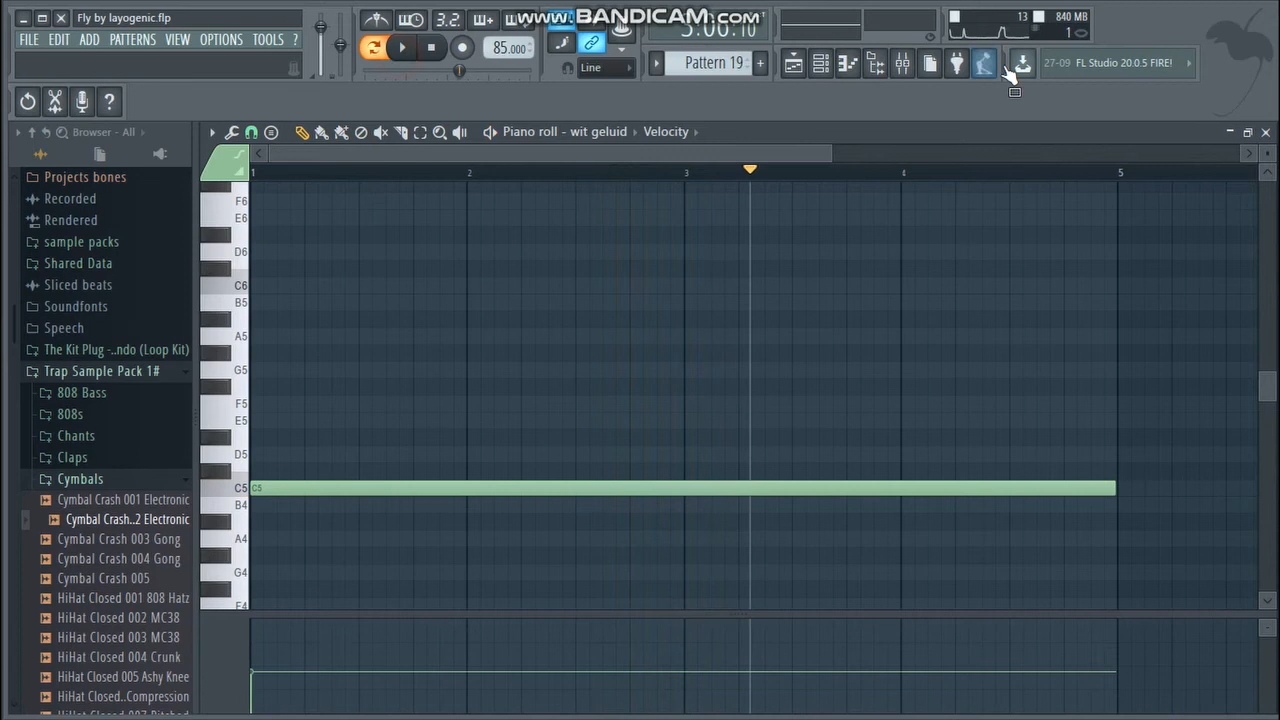 Fly by layogenic.flp
www.BANDICAM.com
FILE EDIT ADD PATTERNS VIEW OPTIONS TOOLS ?
3.2
85.000
5:06:10
13
840 MB
1
Line
Pattern 19
27-09 FL Studio 20.0.5 FIRE!
Browser - All
Piano roll - wit geluid
Velocity
1 2 3 4 5
Projects bones
Recorded
Rendered
sample packs
Shared Data
Sliced beats
Soundfonts
Speech
The Kit Plug -..ndo (Loop Kit)
Trap Sample Pack 1#
808 Bass
808s
Chants
Claps
Cymbals
Cymbal Crash 001 Electronic
Cymbal Crash..2 Electronic
Cymbal Crash 003 Gong
Cymbal Crash 004 Gong
Cymbal Crash 005
HiHat Closed 001 808 Hatz
HiHat Closed 002 MC38
HiHat Closed 003 MC38
HiHat Closed 004 Crunk
HiHat Closed 005 Ashy Knee
HiHat Closed..Compression
F6
E6
D6
C6
B5
A5
G5
F5
E5
D5
C5 C5
B4
A4
G4
F4